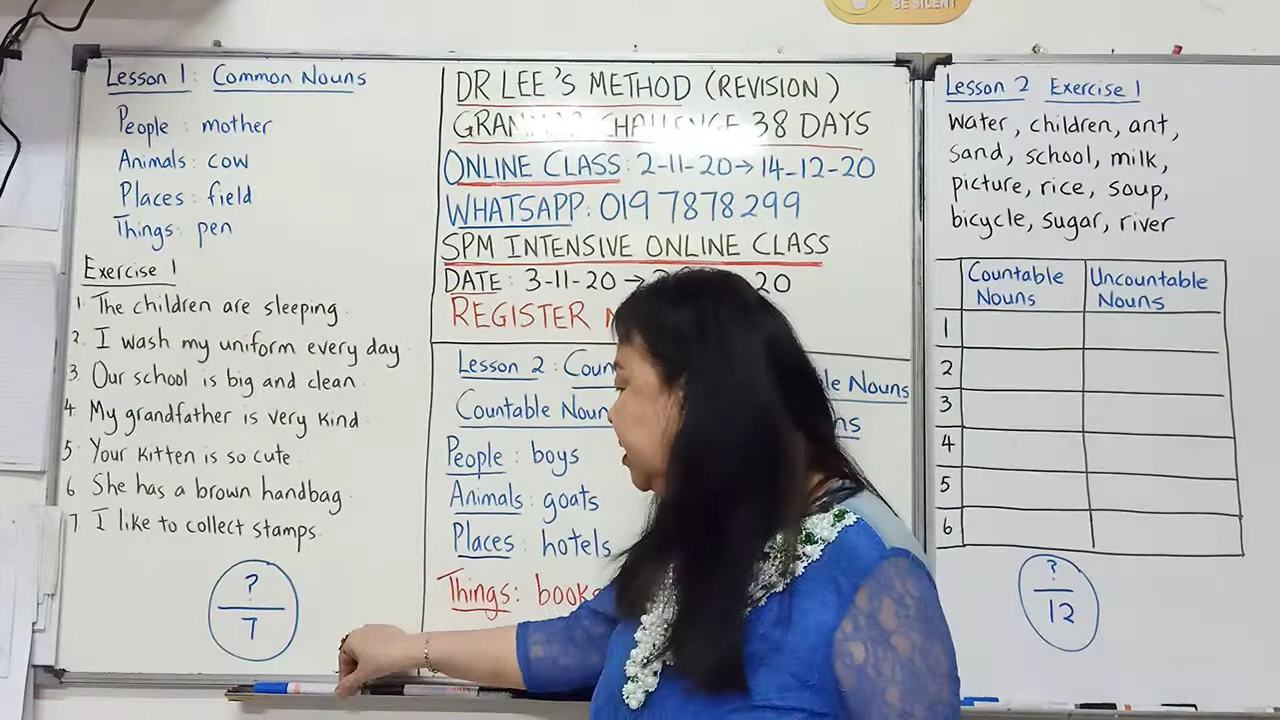 BE SILENT
Lesson 1 : Common Nouns
People : mother
Animals : cow
Places : field
Things : pen
Exercise 1
1. The children are sleeping.
2. I wash my uniform every day.
3. Our school is big and clean.
4. My grandfather is very kind.
5. Your kitten is so cute.
6. She has a brown handbag.
7. I like to collect stamps.
?
7
DR LEE'S METHOD (REVISION)
CHALLENGE 38 DAYS
ONLINE CLASS : 2-11-20→14-12-20
WHATSAPP: 019 7878299
SPM INTENSIVE ONLINE CLASS
DATE : 3-11-20→ 20
REGISTER
Lesson 2 : Nouns
Countable
People : boys
Animals : goats
Places : hotels
Things: books
Lesson 2 Exercise 1
Water, children, ant,
Sand, school, milk,
picture, rice, soup,
bicycle, sugar, river
Countable Nouns Uncountable Nouns
1
2
3
4
5
6
?
12